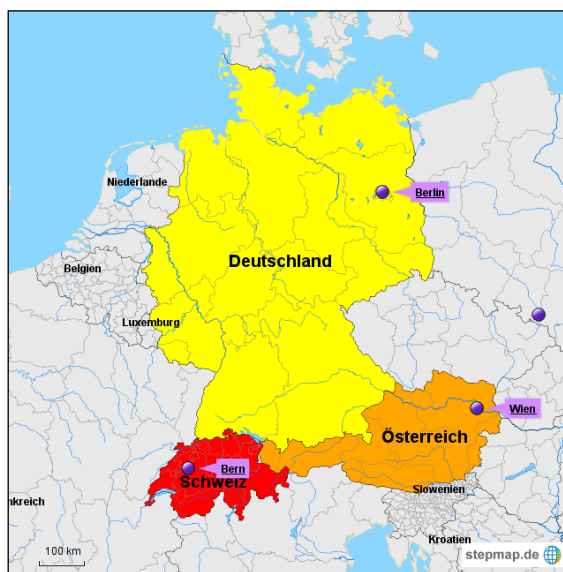 Niederlande
Berlin
Deutschland
Belgien
Luxemburg
Wien
Österreich
Bern
Schweiz
Slowenien
nkreich
Kroatien
100 km
stepmap.de